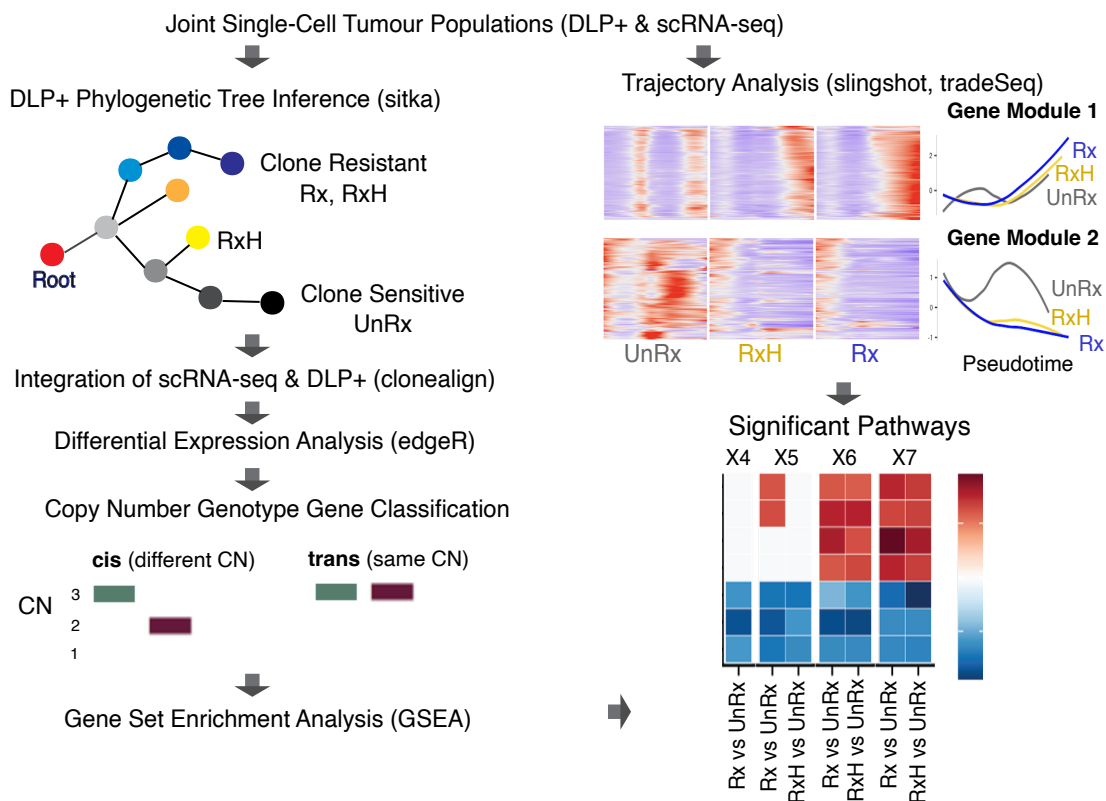 Joint Single-Cell Tumour Populations (DLP+ & scRNA-seq)
DLP+ Phylogenetic Tree Inference (sitka)
Clone Resistant
Rx, RxH
RxH
Root
Clone Sensitive
UnRx
Integration of scRNA-seq & DLP+ (clonealign)
Differential Expression Analysis (edgeR)
Copy Number Genotype Gene Classification
cis (different CN)
trans (same CN)
CN
3
2
1
Gene Set Enrichment Analysis (GSEA)
Trajectory Analysis (slingshot, tradeSeq)
Gene Module 1
2
0
Rx
RxH
UnRx
Gene Module 2
1
0
-1
UnRx
RxH
Rx
UnRx RxH Rx
Pseudotime
Significant Pathways
X4 X5 X6 X7
Rx vs UnRx
Rx vs UnRx
RxH vs UnRx
Rx vs UnRx
RxH vs UnRx
Rx vs UnRx
RxH vs UnRx